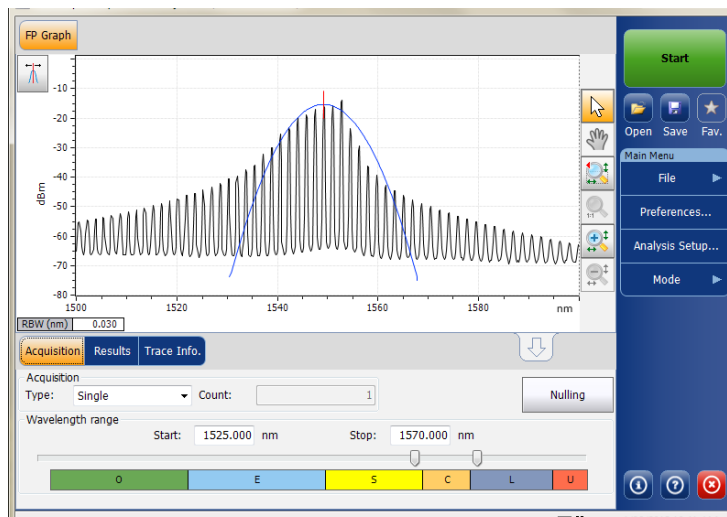 FP Graph
Start
-10
-20
-30
-40
-50
-60
-70
-80
dBm
1500 1520 1540 1560 1580 nm
RBW (nm) 0.030
Open Save Fav.
Main Menu
File
Preferences...
Analysis Setup...
Mode
1:1
Acquisition Results Trace Info.
Acquisition
Type: Single Count: 1
Nulling
Wavelength range
Start: 1525.000 nm Stop: 1570.000 nm
O E S C L U